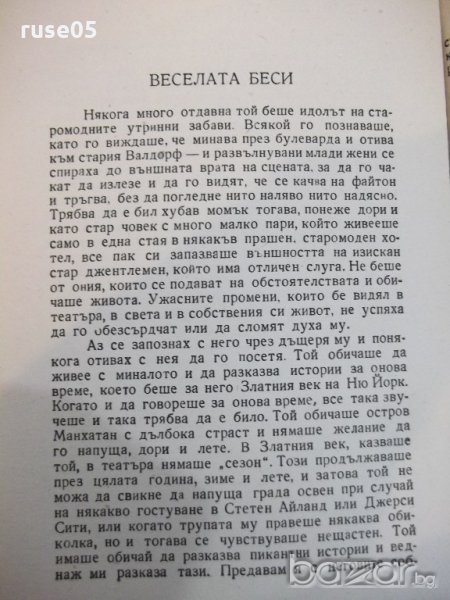 ruse05
ВЕСЕЛАТА БЕСИ
Някога много отдавна той беше идолът на ста-
ромодните утринни забави. Всякой го познаваше,
като го виждаше, че минава през булеварда и отива
към стария Валдорф — и развълнувани млади жени се
спираха до външната врата на сцената, за да го ча-
кат да излезе и да го видят, че се качва на файтон
и тръгва, без да погледне нито наляво нито надясно.
Трябва да е бил хубав момък тогава, понеже дори и
като стар човек с много малко пари, който живееше
само в една стая в някакъв прашен, старомоден хо-
тел, все пак си запазваше външността на изискан
стар джентлемен, който има отличен слуга. Не беше
от ония, които се подават на обстоятелствата и оби-
чаше живота. Ужасните промени, които бе видял в
театъра, в света и в собствения си живот, не успяха
да го обезсърдчат или да сломят духа му.
Аз се запознах с него чрез дъщеря му и поня-
кога отивах с нея да го посетя. Той обичаше да
живее с миналото и да разказва истории за онова
време, което беше за него Златния век на Ню Йорк.
Когато и да говореше за онова време, все така зву-
чеше и така трябва да е било. Той обичаше остров
Манхатан с дълбока страст и нямаше желание да
го напуща, дори и лете. В Златния век, казваше
той, в театъра нямаше „сезон“. Този продължаваше
през цялата година, зиме и лете, и затова той не
можа да свикне да напуща града освен при случай
на някакво гостуване в Стетен Айланд или Джерси
Сити, или когато трупата му правеше някаква оби-
колка, но и тогава се чувствуваше нещастен. Той
имаше обичай да разказва пикантни истории и вед-
наж ми разказа тази. Предавам я с неговите соб-
bazar.бг